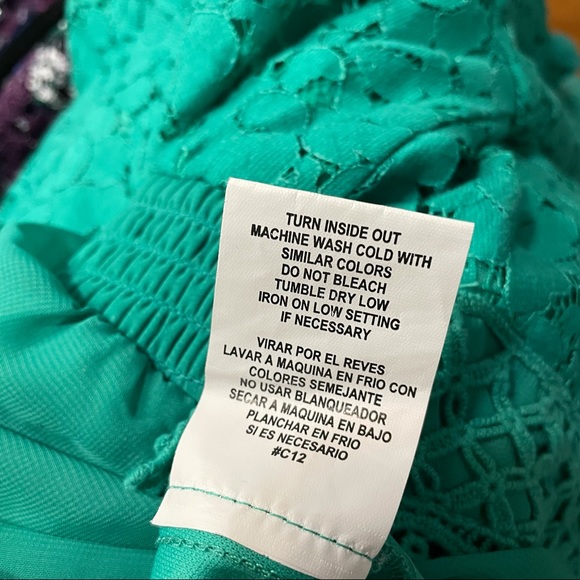 TURN INSIDE OUT
MACHINE WASH COLD WITH
SIMILAR COLORS
DO NOT BLEACH
TUMBLE DRY LOW
IRON ON LOW SETTING
IF NECESSARY
VIRAR POR EL REVES
LAVAR A MAQUINA EN FRIO CON
COLORES SEMEJANTE
NO USAR BLANQUEADOR
SECAR A MAQUINA EN BAJO
PLANCHAR EN FRIO
SI ES NECESARIO
#C12